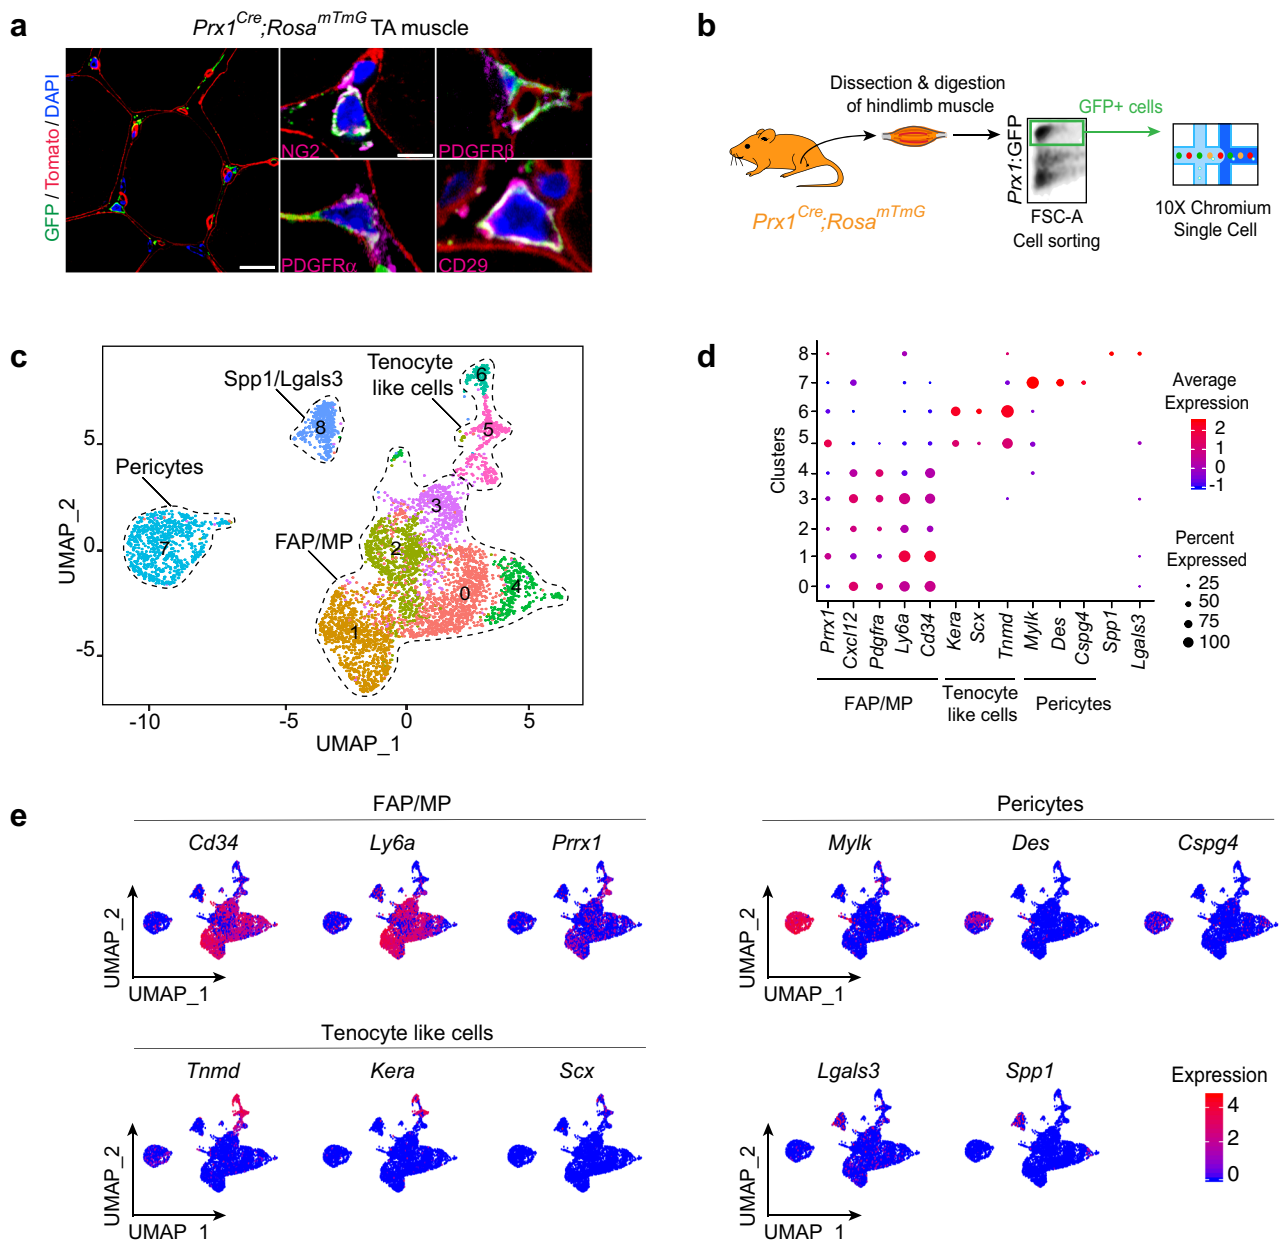 a
Prx1Cre;RosamTmG TA muscle
GFP / Tomato / DAPI
NG2
PDGFRβ
PDGFRα
CD29
b
Dissection & digestion
of hindlimb muscle
GFP+ cells
Prx1Cre;RosamTmG
Prx1:GFP
FSC-A
Cell sorting
10X Chromium
Single Cell
c
Spp1/Lgals3
Tenocyte
like cells
Pericytes
FAP/MP
6
8
5
3
7
2
0
4
1
UMAP_2
5
0
-5
-10
-5
0
5
UMAP_1
d
Clusters
8
7
6
5
4
3
2
1
0
Prrx1
Cxcl12
Pdgfra
Ly6a
Cd34
Kera
Scx
Tnmd
Mylk
Des
Cspg4
Spp1
Lgals3
FAP/MP
Tenocyte
like cells
Pericytes
Average
Expression
2
1
0
-1
Percent
Expressed
25
50
75
100
e
FAP/MP
Cd34
Ly6a
Prrx1
UMAP_2
UMAP_1
Pericytes
Mylk
Des
Cspg4
UMAP_2
UMAP_1
Tenocyte like cells
Tnmd
Kera
Scx
UMAP_2
UMAP_1
Lgals3
Spp1
UMAP_2
UMAP_1
Expression
4
2
0